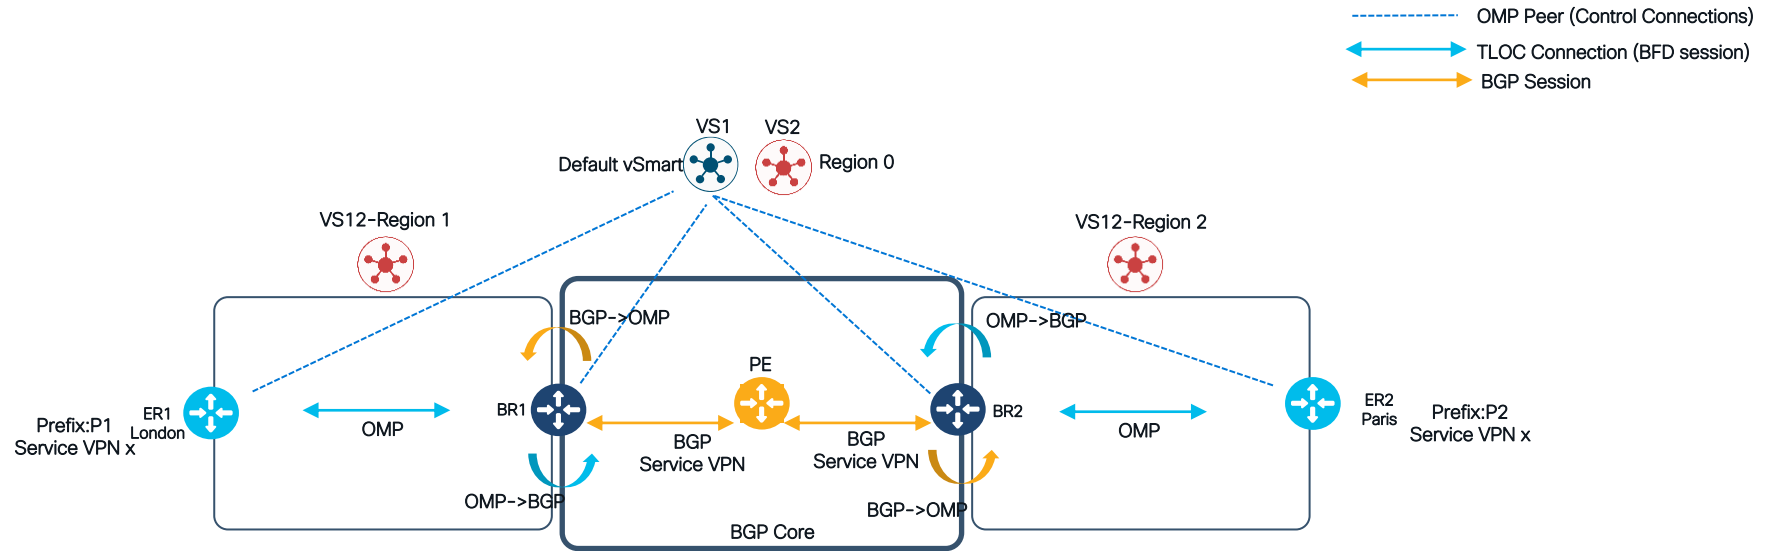 OMP Peer (Control Connections)
TLOC Connection (BFD session)
BGP Session
VS1
VS2
Default vSmart
Region 0
VS12-Region 1
VS12-Region 2
BGP->OMP
OMP->BGP
PE
ER1
London
Prefix:P1
Service VPN x
OMP
BR1
BGP
Service VPN
BGP
Service VPN
BR2
OMP
ER2
Paris
Prefix:P2
Service VPN x
OMP->BGP
BGP->OMP
BGP Core